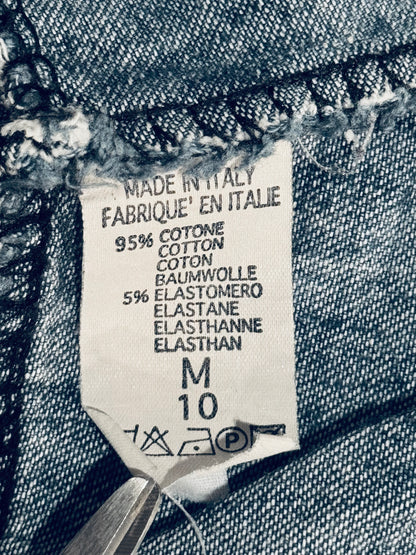 MADE IN ITALY
FABRIQUE' EN ITALIE
95% COTONE
COTTON
COTON
BAUMWOLLE
5% ELASTOMERO
ELASTANE
ELASTHANNE
ELASTHAN
M
10
P